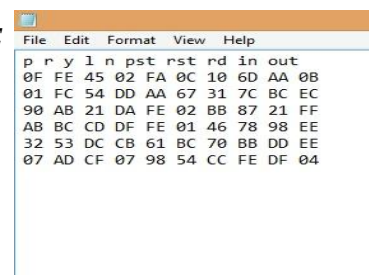 File Edit Format View Help
p r y l n pst rst rd in out
0F FE 45 02 FA 0C 10 6D AA 0B
01 FC 54 DD AA 67 31 7C BC EC
90 AB 21 DA FE 02 BB 87 21 FF
AB BC CD DF FE 01 46 78 98 EE
32 53 DC CB 61 BC 70 BB DD EE
07 AD CF 07 98 54 CC FE DF 04